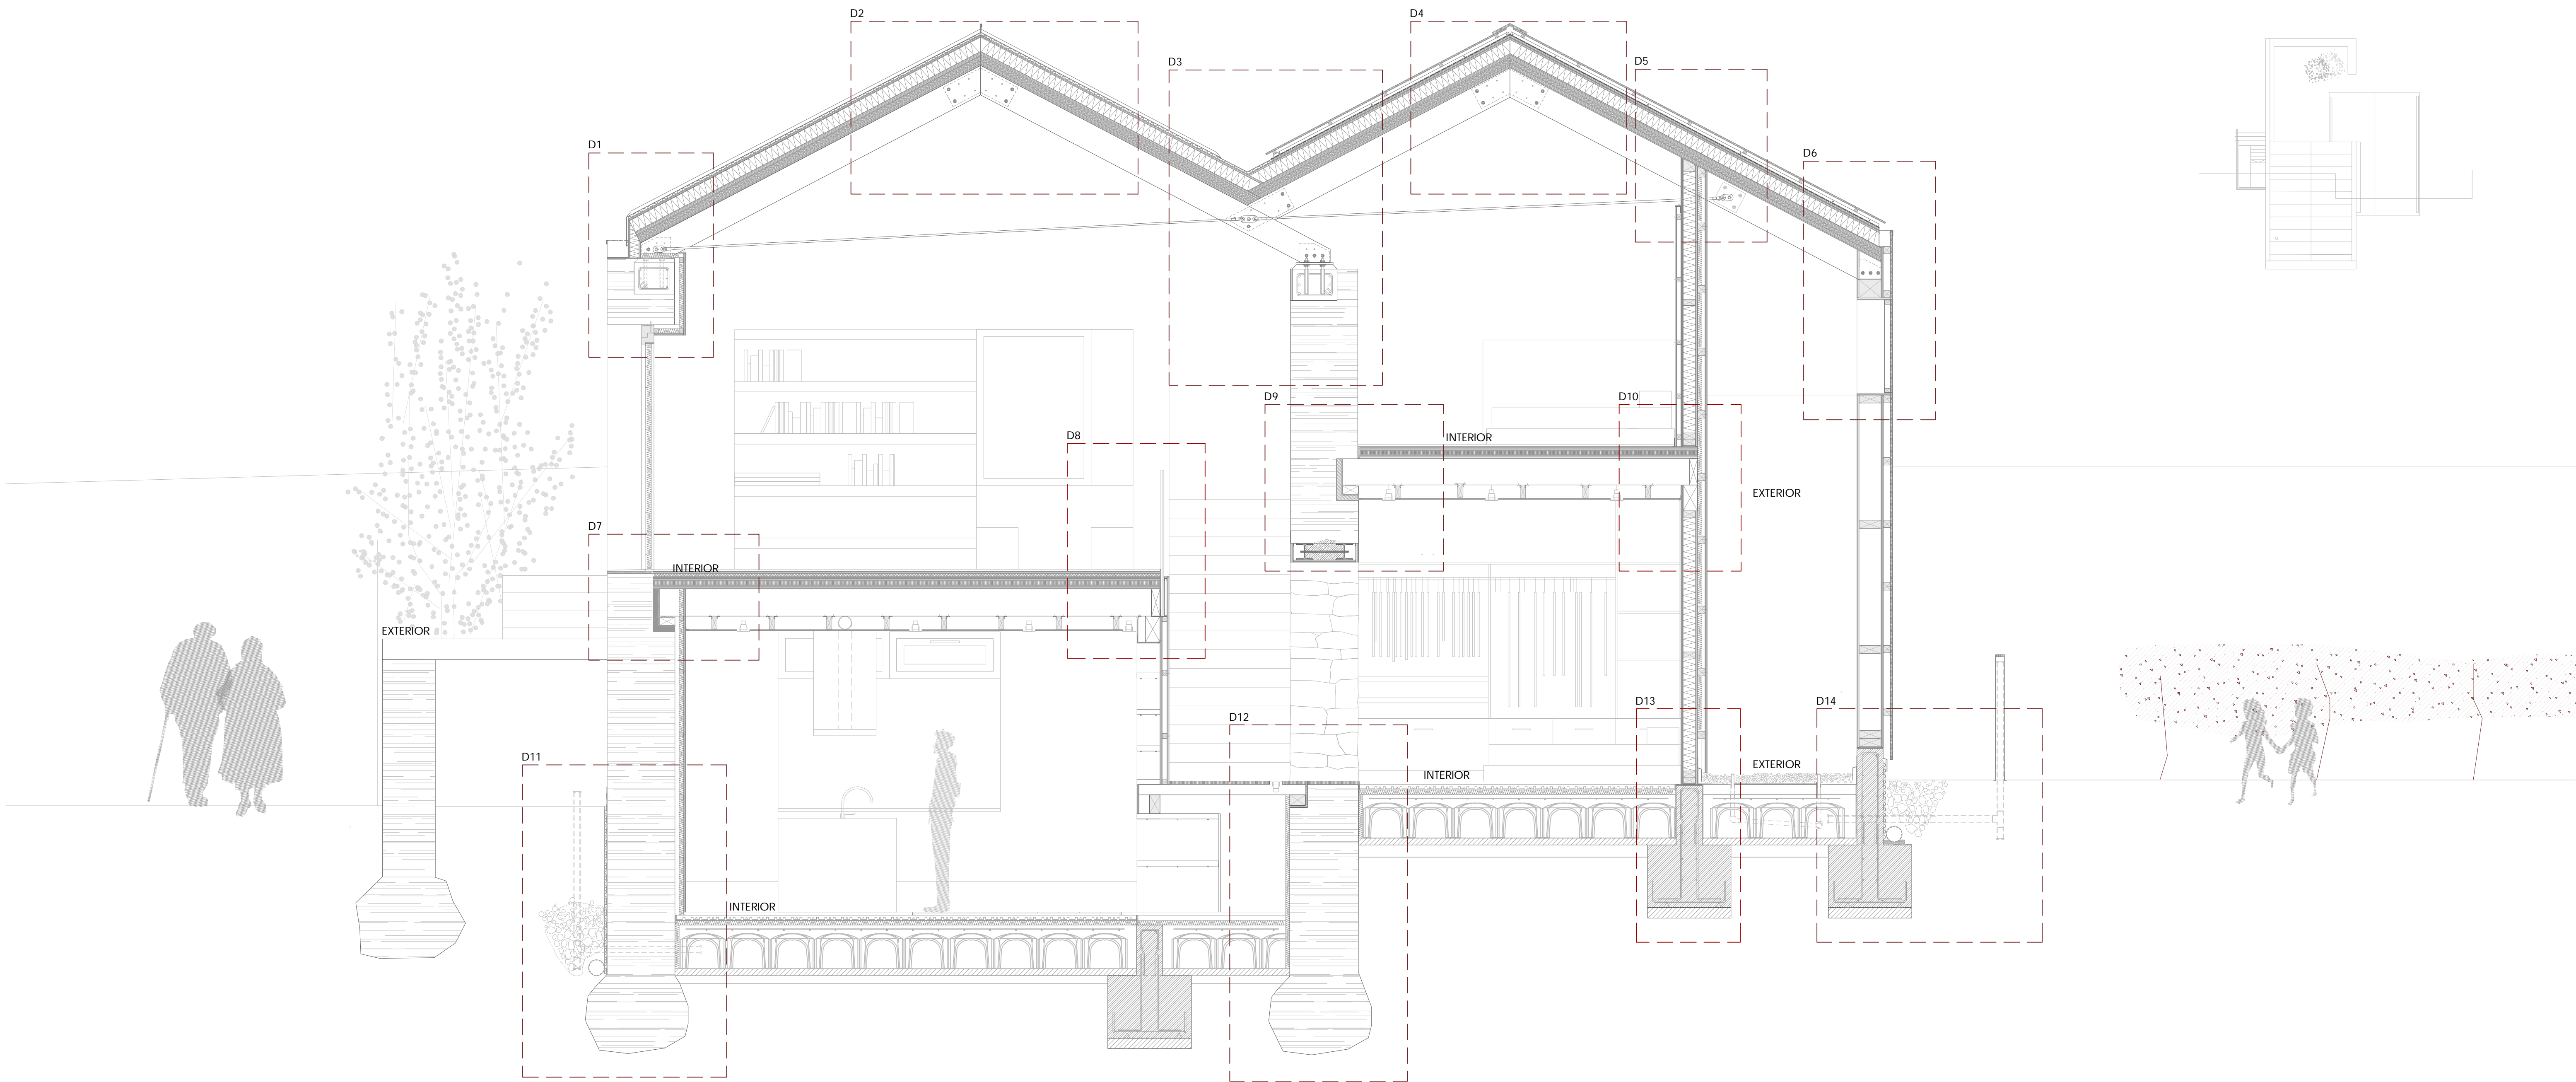 D2
D4
D3
D5
D1
D6
D9
D10
D8
INTERIOR
EXTERIOR
D7
INTERIOR
EXTERIOR
D13
D14
D12
D11
EXTERIOR
INTERIOR
INTERIOR